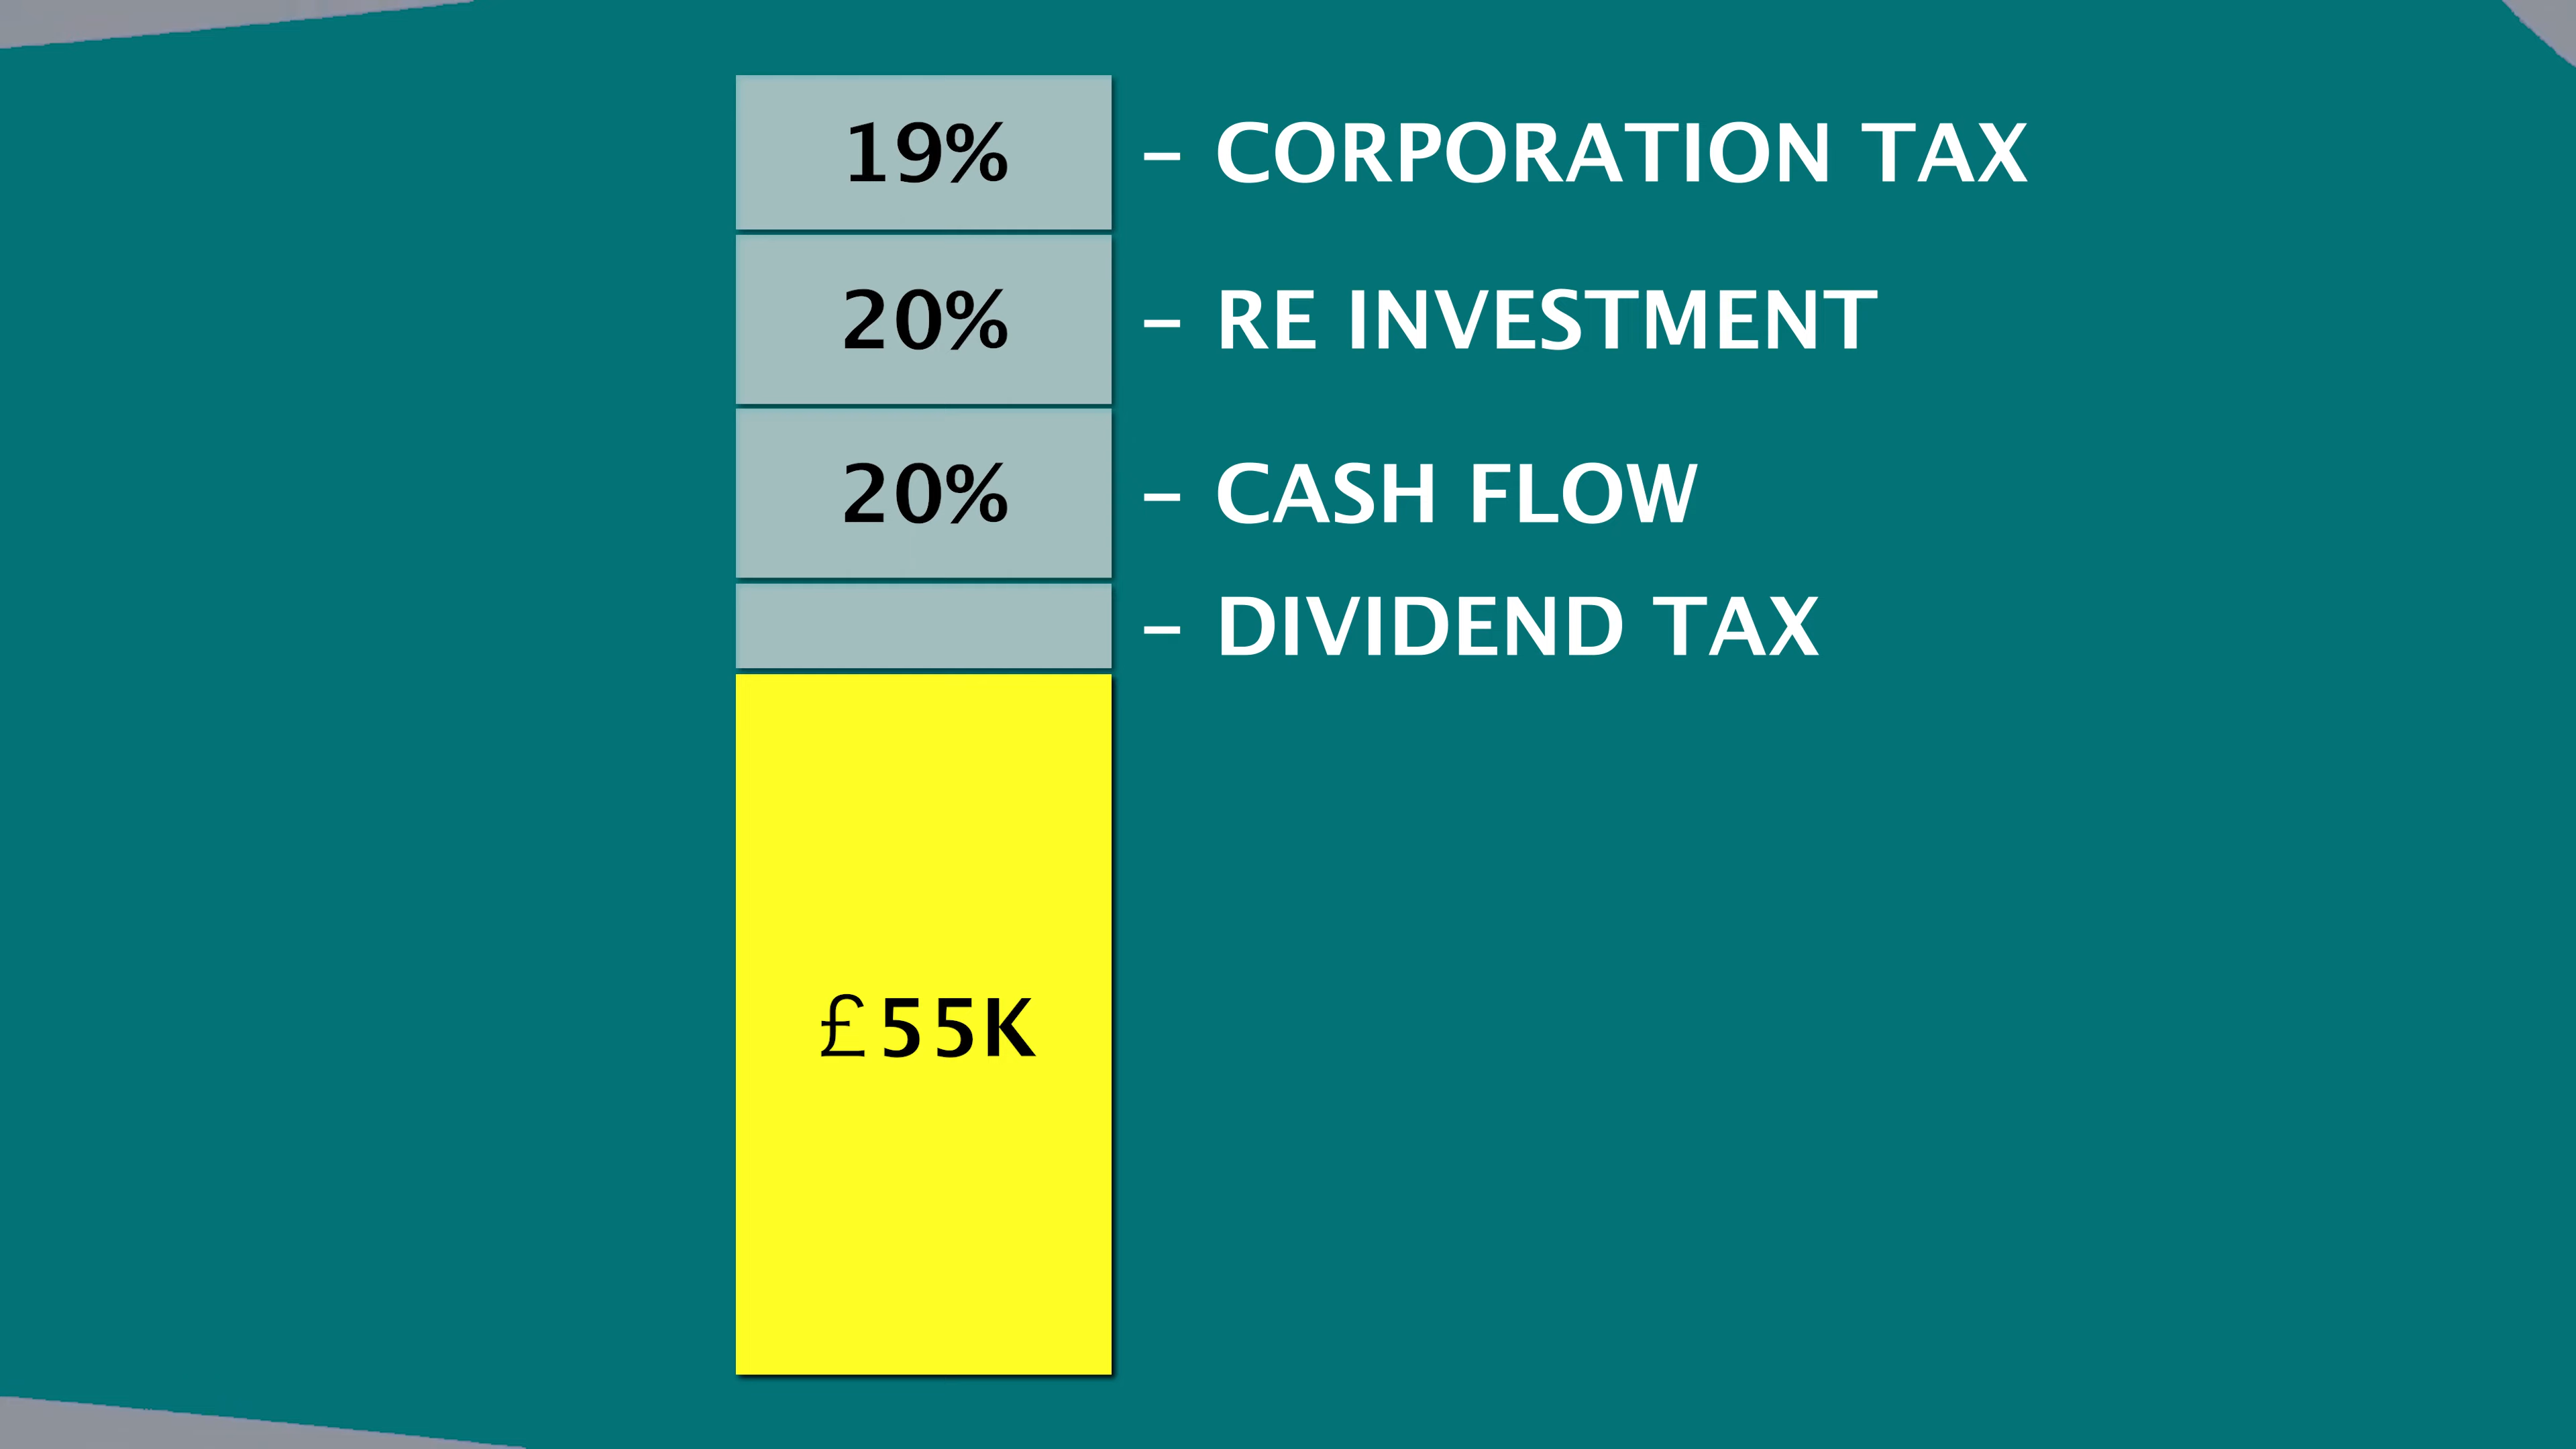 19% – CORPORATION TAX
20% – RE INVESTMENT
20% – CASH FLOW
– DIVIDEND TAX
£55K